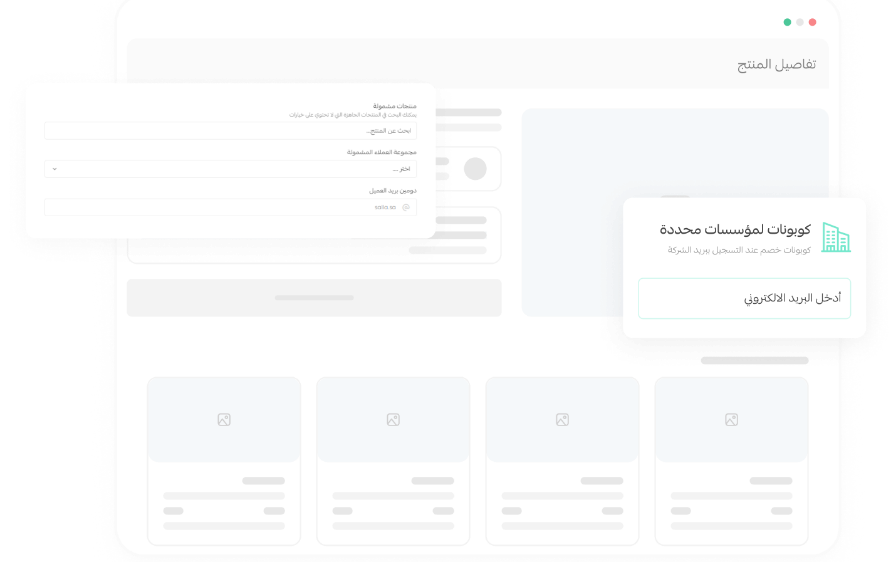 تفاصيل المنتج
منتجات مشمولة
يمكنك البحث في المنتجات الجاهزة التي لا تحتوي على خيارات
ابحث عن المنتج...
مجموعة العملاء المشمولة
اختر ...
دومين بريد العميل
@ salla.sa
كوبونات لمؤسسات محددة
كوبونات خصم عند التسجيل ببريد الشركة
أدخل البريد الالكتروني